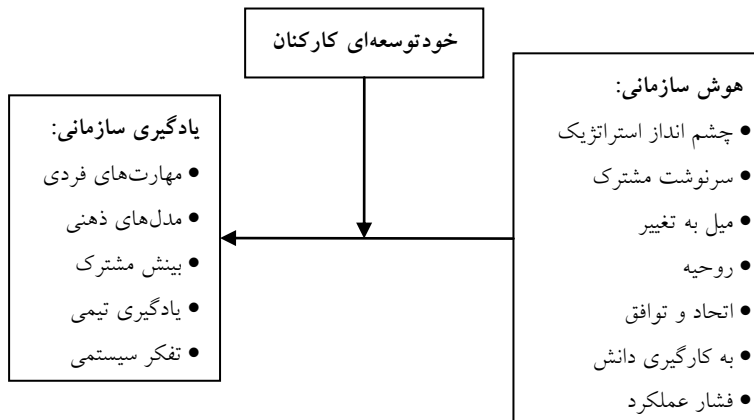 خودتوسعه‌ای کارکنان
هوش سازمانی:
• چشم انداز استراتژیک
• سرنوشت مشترک
• میل به تغییر
• روحیه
• اتحاد و توافق
• به کارگیری دانش
• فشار عملکرد
یادگیری سازمانی:
• مهارت‌های فردی
• مدل‌های ذهنی
• بینش مشترک
• یادگیری تیمی
• تفکر سیستمی